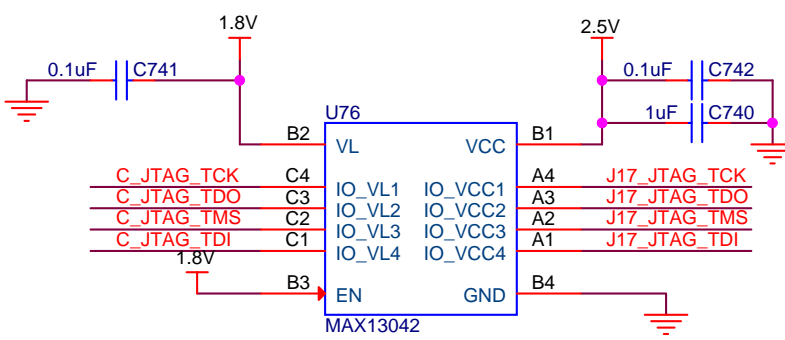 1.8V
2.5V
0.1uF C741
0.1uF C742
U76
1uF C740
B2 VL VCC B1
C_JTAG_TCK C4 IO_VL1 IO_VCC1 A4 J17_JTAG_TCK
C_JTAG_TDO C3 IO_VL2 IO_VCC2 A3 J17_JTAG_TDO
C_JTAG_TMS C2 IO_VL3 IO_VCC3 A2 J17_JTAG_TMS
C_JTAG_TDI C1 IO_VL4 IO_VCC4 A1 J17_JTAG_TDI
1.8V
B3 EN GND B4
MAX13042